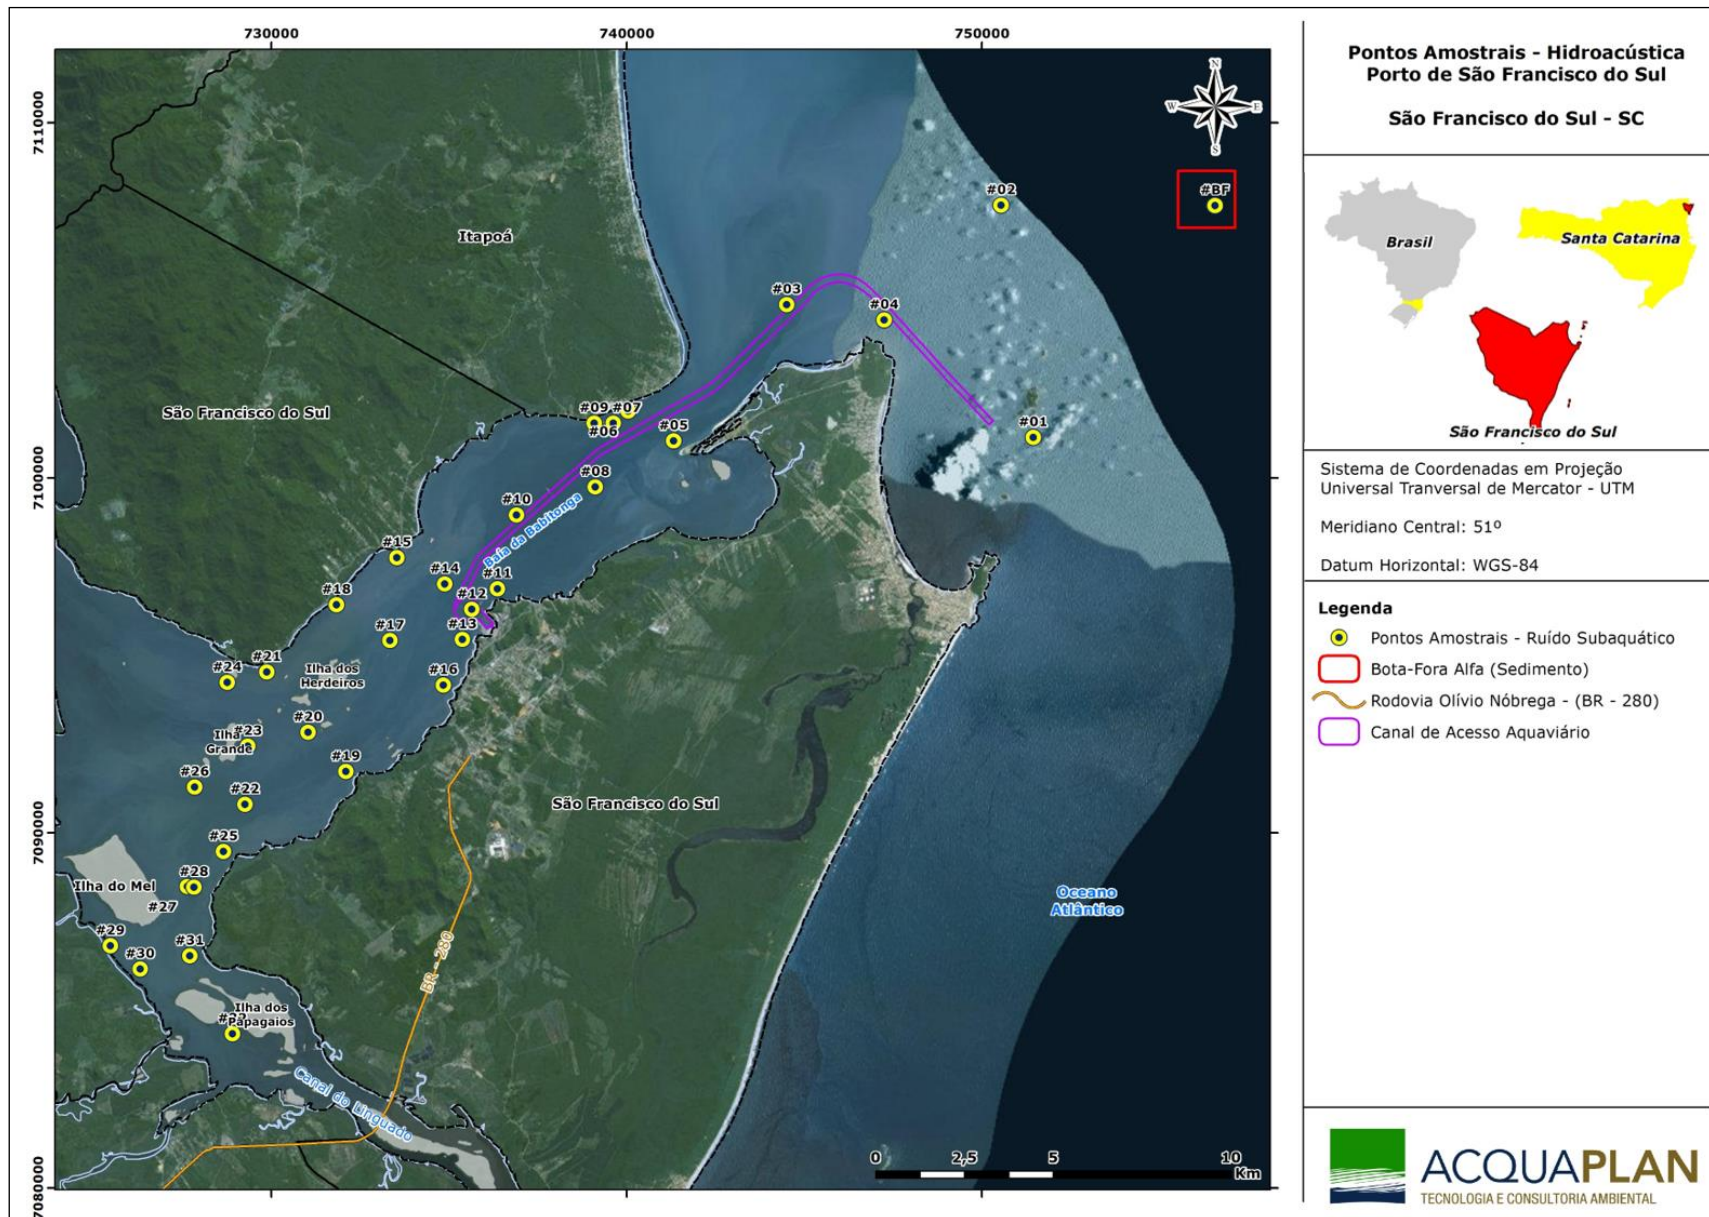 730000
740000
750000
7110000
7100000
7090000
7080000
N
W
E
S
#BF
#02
Itapoá
#03
#04
São Francisco do Sul
#09
#07
#06
#05
#01
#08
#10
Baía da Babitonga
#15
#14
#11
#18
#12
#13
#17
#21
#24
Ilha dos
Herdeiros
#16
#20
#23
Ilha
Grande
#19
#26
#22
São Francisco do Sul
#25
Ilha do Mel
#28
#27
Oceano
Atlântico
#29
#30
#31
BR - 280
Ilha dos
Papagaios
Canal do Linguado
0
2,5
5
10
Km
Pontos Amostrais - Hidroacústica
Porto de São Francisco do Sul
São Francisco do Sul - SC
Brasil
Santa Catarina
São Francisco do Sul
Sistema de Coordenadas em Projeção
Universal Tranversal de Mercator - UTM
Meridiano Central: 51º
Datum Horizontal: WGS-84
Legenda
Pontos Amostrais - Ruído Subaquático
Bota-Fora Alfa (Sedimento)
Rodovia Olívio Nóbrega - (BR - 280)
Canal de Acesso Aquaviário
ACQUAPLAN
TECNOLOGIA E CONSULTORIA AMBIENTAL